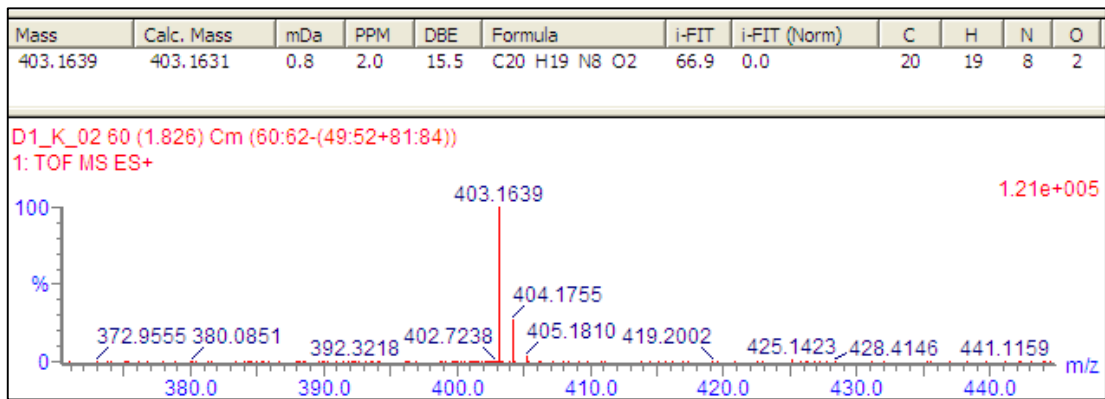 Mass Calc. Mass mDa PPM DBE Formula i-FIT i-FIT (Norm) C H N O
403.1639 403.1631 0.8 2.0 15.5 C20 H19 N8 O2 66.9 0.0 20 19 8 2
D1_K_02 60 (1.826) Cm (60:62-(49:52+81:84))
1: TOF MS ES+
1.21e+005
403.1639
100
%
404.1755
372.9555 380.0851 392.3218 402.7238 405.1810 419.2002 425.1423 428.4146 441.1159
0
m/z
380.0 390.0 400.0 410.0 420.0 430.0 440.0